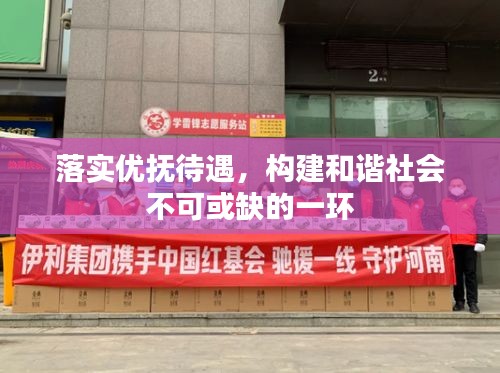 2
学雷锋志愿服务站
落实优抚待遇，构建和谐社会
不可或缺的一环
伊利集团携手中国红基会 驰援一线 守护河南